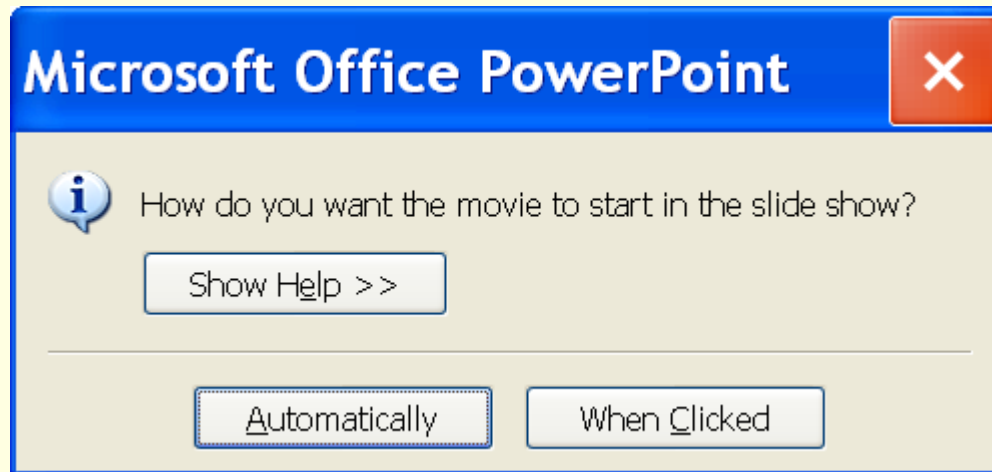 Microsoft Office PowerPoint
How do you want the movie to start in the slide show?
Show Help >>
Automatically When Clicked